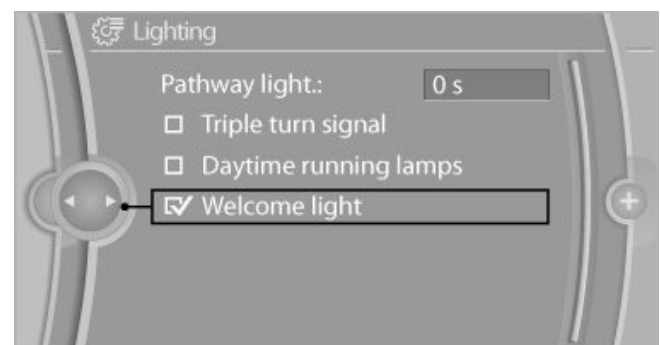 Lighting
Pathway light.: 0 s
Triple turn signal
Daytime running lamps
Welcome light